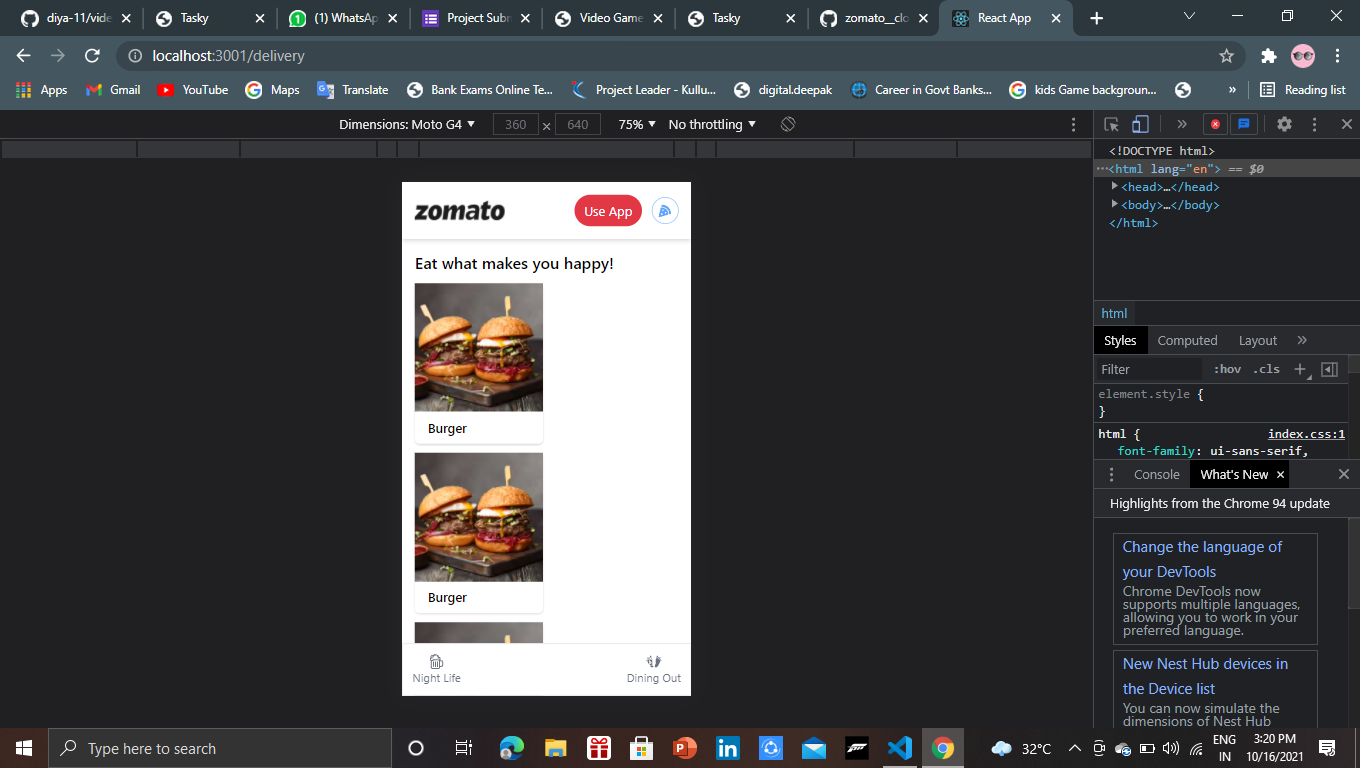 diya-11/vide
Tasky
(1) WhatsAp
Project Subm
Video Game
Tasky
zomato__clo
React App
localhost:3001/delivery
Apps
Gmail
YouTube
Maps
Translate
Bank Exams Online Te...
Project Leader - Kullu...
digital.deepak
Career in Govt Banks...
kids Game backgroun...
»
Reading list
Dimensions: Moto G4 ▼ 360 × 640 75% ▼ No throttling ▼
<!DOCTYPE html>
···<html lang="en"> == $0
▶<head>…</head>
▶<body>…</body>
</html>
zomato
Use App
Eat what makes you happy!
Burger
Burger
Night Life
Dining Out
html
Styles Computed Layout »
Filter :hov .cls +
element.style {
}
html { index.css:1
font-family: ui-sans-serif,
Console What's New ×
Highlights from the Chrome 94 update
Change the language of
your DevTools
Chrome DevTools now
supports multiple languages,
allowing you to work in your
preferred language.
New Nest Hub devices in
the Device list
You can now simulate the
dimensions of Nest Hub
Type here to search
32°C
ENG
IN
3:20 PM
10/16/2021